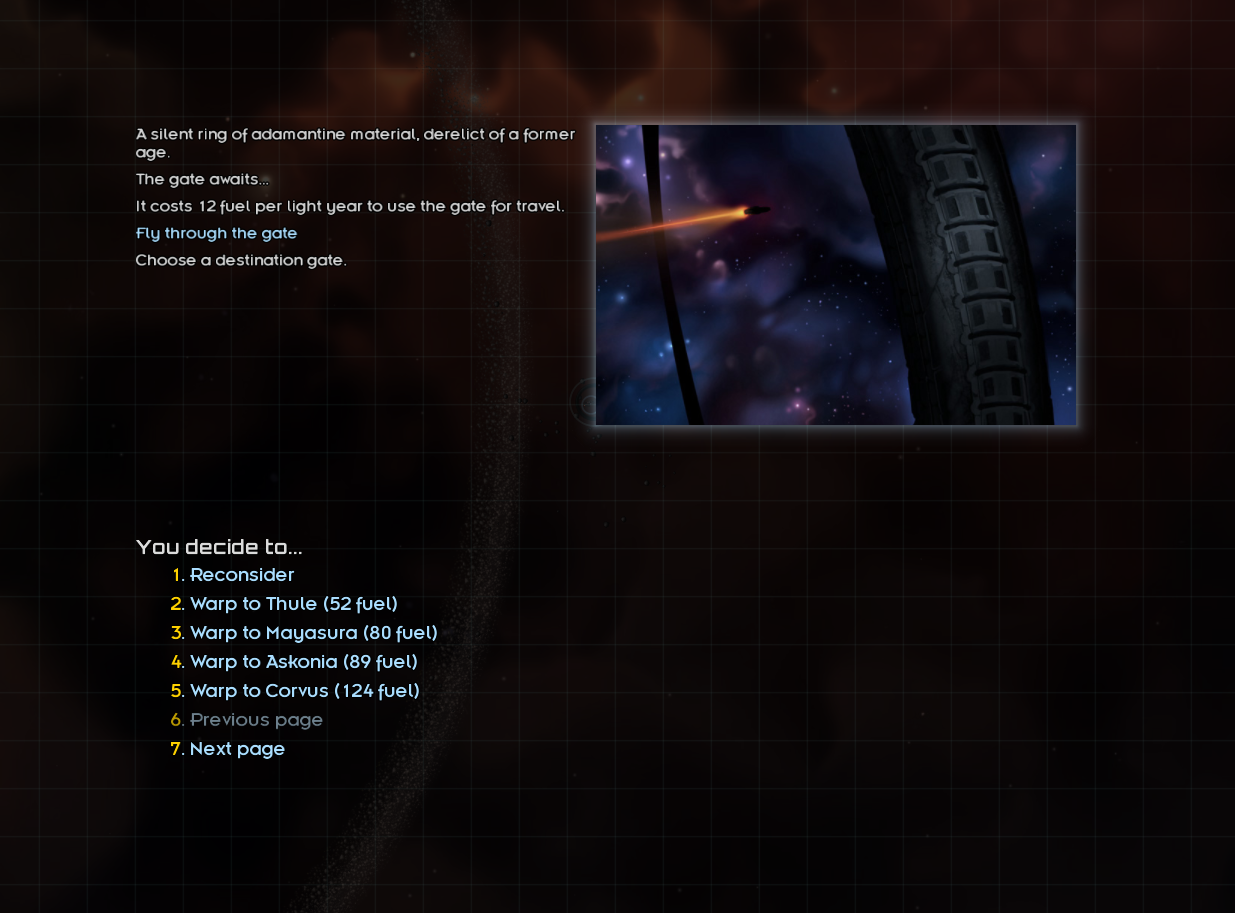 A silent ring of adamantine material, derelict of a former
age.
The gate awaits...
It costs 12 fuel per light year to use the gate for travel.
Fly through the gate
Choose a destination gate.
You decide to...
1. Reconsider
2. Warp to Thule (52 fuel)
3. Warp to Mayasura (80 fuel)
4. Warp to Askonia (89 fuel)
5. Warp to Corvus (124 fuel)
6. Previous page
7. Next page